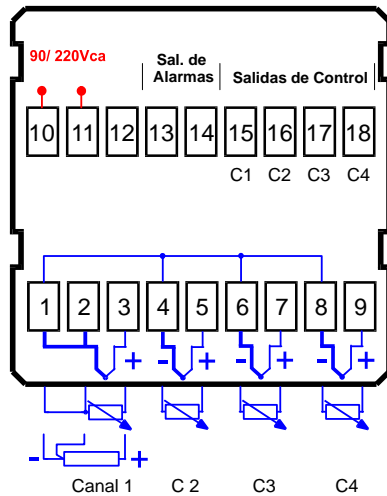 90/ 220Vca
Sal. de
Alarmas
Salidas de Control
10 11 12 13 14 15 16 17 18
C1 C2 C3 C4
1 2 3 4 5 6 7 8 9
+ - + - + - +
- +
Canal 1 C 2 C3 C4